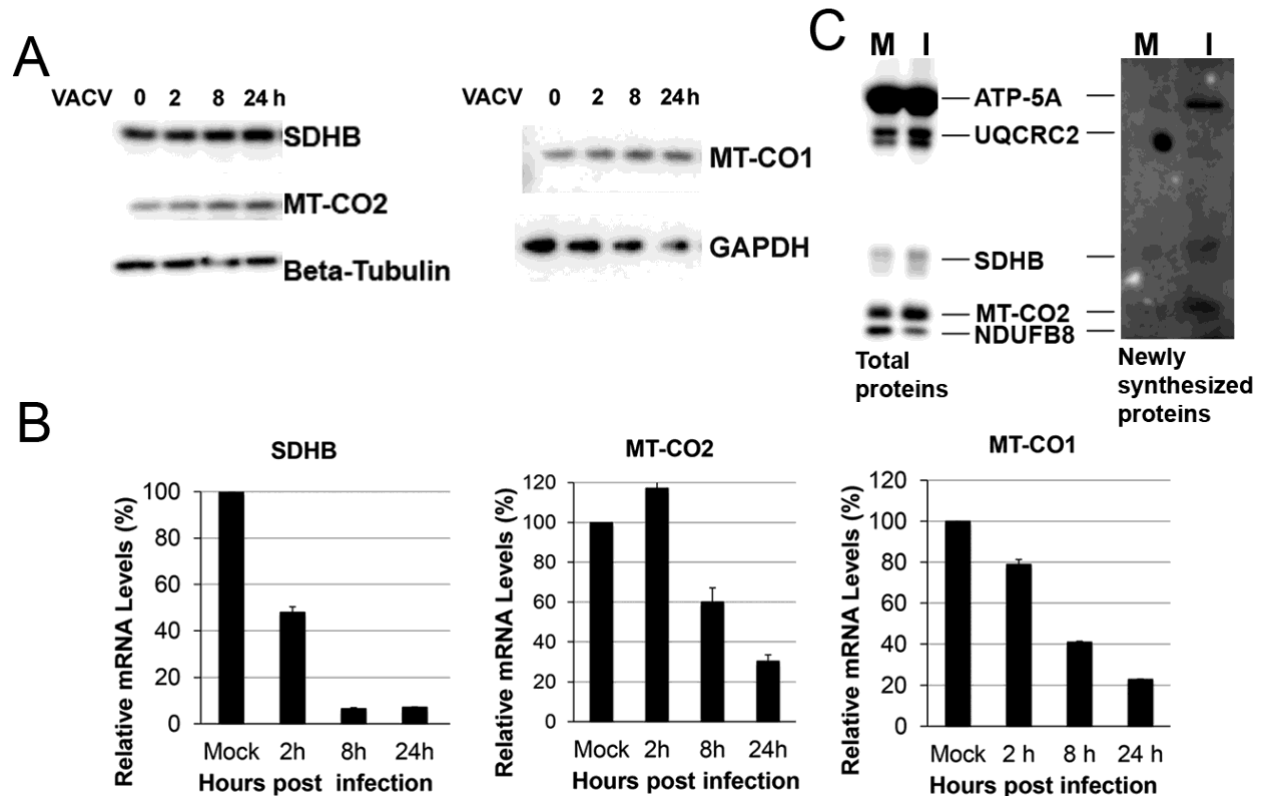 A
VACV 0 2 8 24 h
SDHB
MT-CO2
Beta-Tubulin
VACV 0 2 8 24h
MT-CO1
GAPDH
C
M I
ATP-5A
UQCRC2
SDHB
MT-CO2
NDUFB8
Total
proteins
M I
Newly
synthesized
proteins
B
SDHB
Relative mRNA Levels (%)
100
80
60
40
20
0
Mock 2h 8h 24h
Hours post infection
MT-CO2
Relative mRNA Levels (%)
120
100
80
60
40
20
0
Mock 2h 8h 24h
Hours post infection
MT-CO1
Relative mRNA Levels (%)
120
100
80
60
40
20
0
Mock 2 h 8 h 24 h
Hours post infection